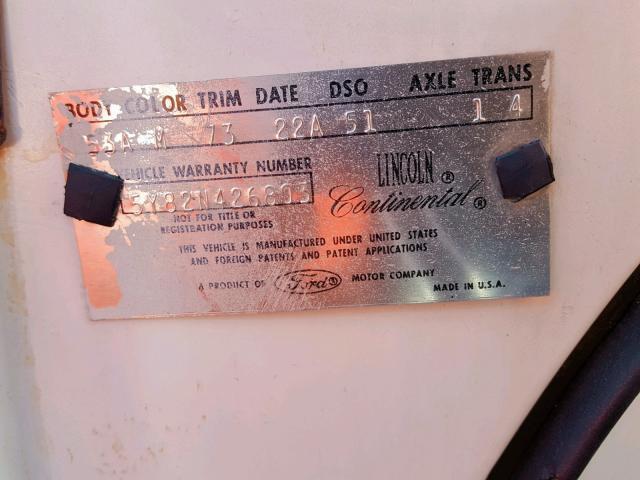 BODY COLOR TRIM DATE DSO AXLE TRANS
53A M 73 22A 51 1 4
VEHICLE WARRANTY NUMBER
5Y82N426803
LINCOLN ®
Continental ®
NOT FOR TITLE OR
REGISTRATION PURPOSES
THIS VEHICLE IS MANUFACTURED UNDER UNITED STATES
AND FOREIGN PATENTS AND PATENT APPLICATIONS
A PRODUCT OF Ford ® MOTOR COMPANY MADE IN U.S.A.